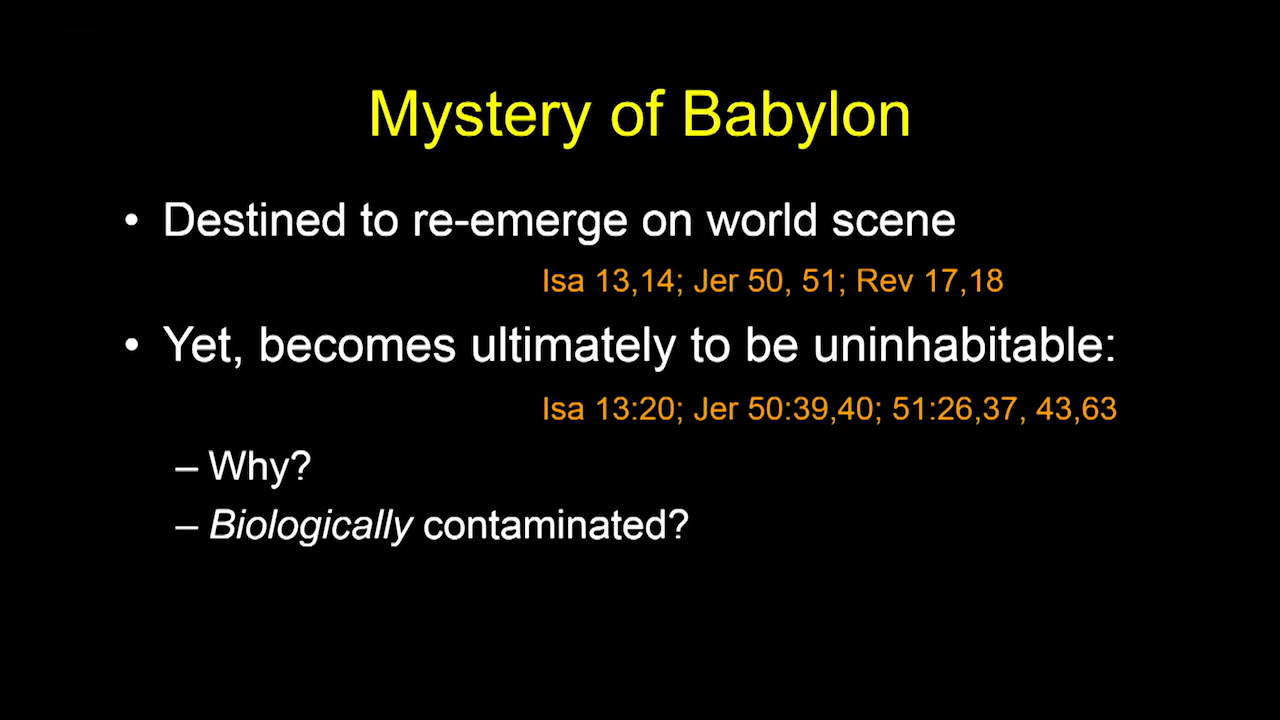 Mystery of Babylon
• Destined to re-emerge on world scene
Isa 13,14; Jer 50, 51; Rev 17,18
• Yet, becomes ultimately to be uninhabitable:
Isa 13:20; Jer 50:39,40; 51:26,37, 43,63
– Why?
– Biologically contaminated?